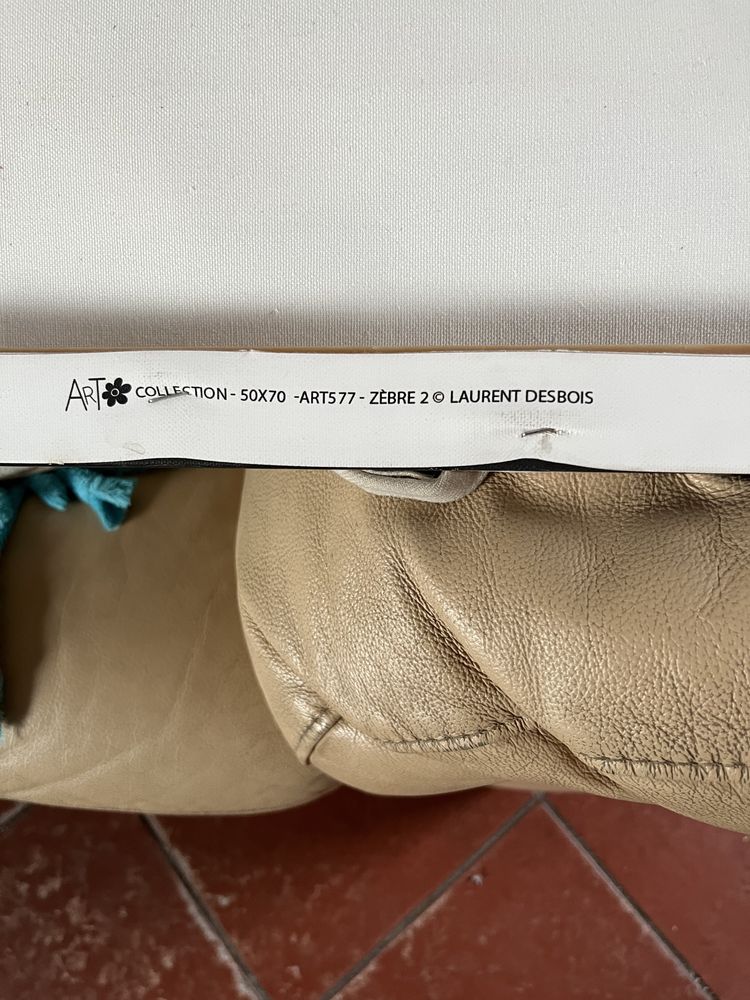 ART COLLECTION - 50X70 -ART577 - ZÈBRE 2 © LAURENT DESBOIS